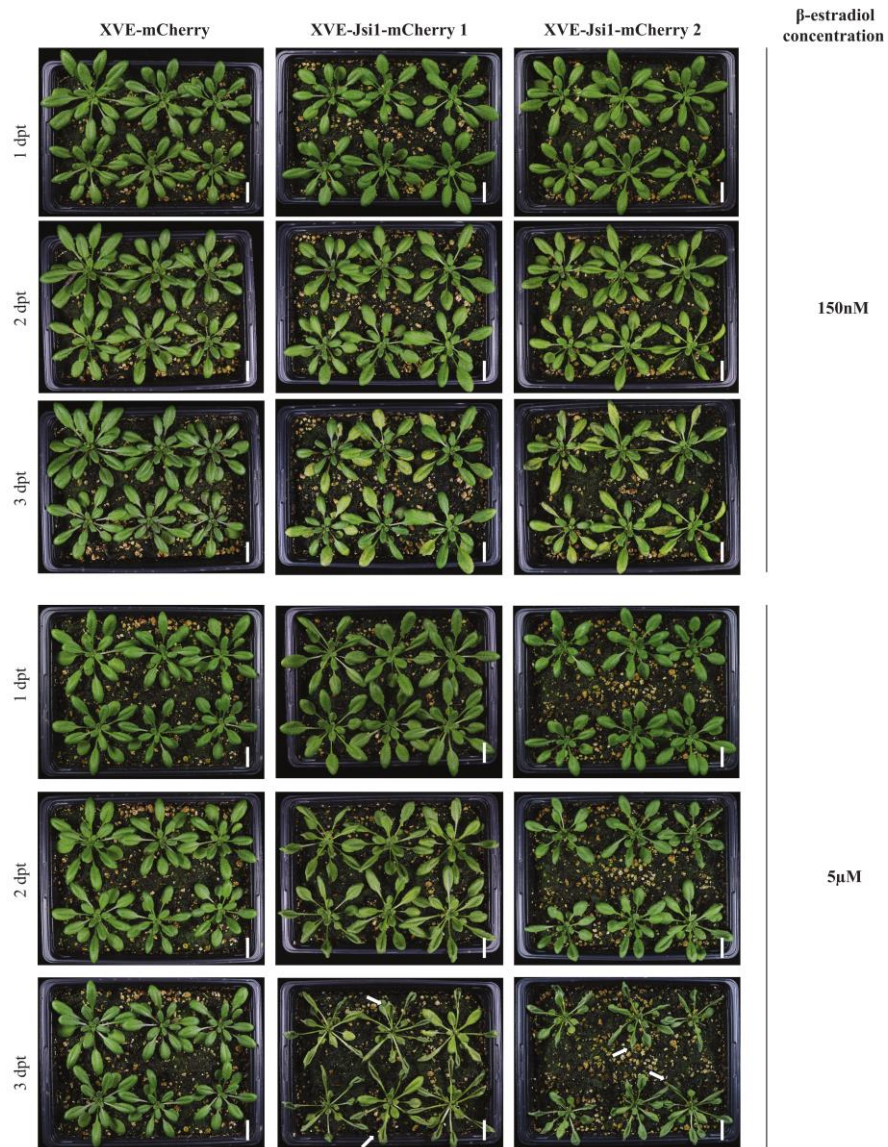 XVE-mCherry
XVE-Jsi1-mCherry 1
XVE-Jsi1-mCherry 2
β-estradiol
concentration
1 dpt
2 dpt
150nM
3 dpt
1 dpt
2 dpt
5µM
3 dpt